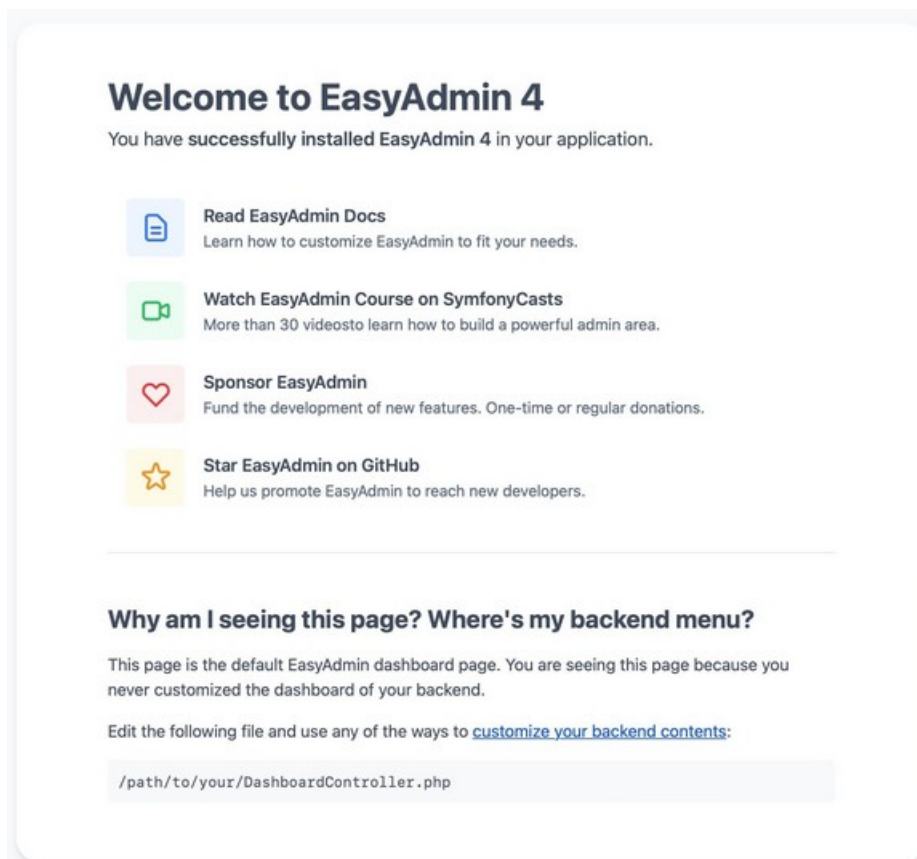 Welcome to EasyAdmin 4
You have successfully installed EasyAdmin 4 in your application.
Read EasyAdmin Docs
Learn how to customize EasyAdmin to fit your needs.
Watch EasyAdmin Course on SymfonyCasts
More than 30 videosto learn how to build a powerful admin area.
Sponsor EasyAdmin
Fund the development of new features. One-time or regular donations.
Star EasyAdmin on GitHub
Help us promote EasyAdmin to reach new developers.
Why am I seeing this page? Where's my backend menu?
This page is the default EasyAdmin dashboard page. You are seeing this page because you
never customized the dashboard of your backend.
Edit the following file and use any of the ways to customize your backend contents:
/path/to/your/DashboardController.php